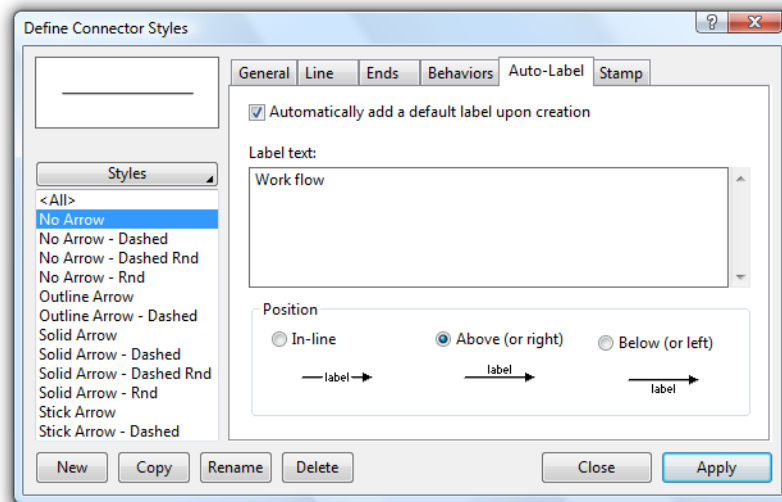 Define Connector Styles
?
X
General Line Ends Behaviors Auto-Label Stamp
Automatically add a default label upon creation
Label text:
Work flow
Styles
<All>
No Arrow
No Arrow - Dashed
No Arrow - Dashed Rnd
No Arrow - Rnd
Outline Arrow
Outline Arrow - Dashed
Solid Arrow
Solid Arrow - Dashed
Solid Arrow - Dashed Rnd
Solid Arrow - Rnd
Stick Arrow
Stick Arrow - Dashed
Position
In-line Above (or right) Below (or left)
label label label
New Copy Rename Delete Close Apply